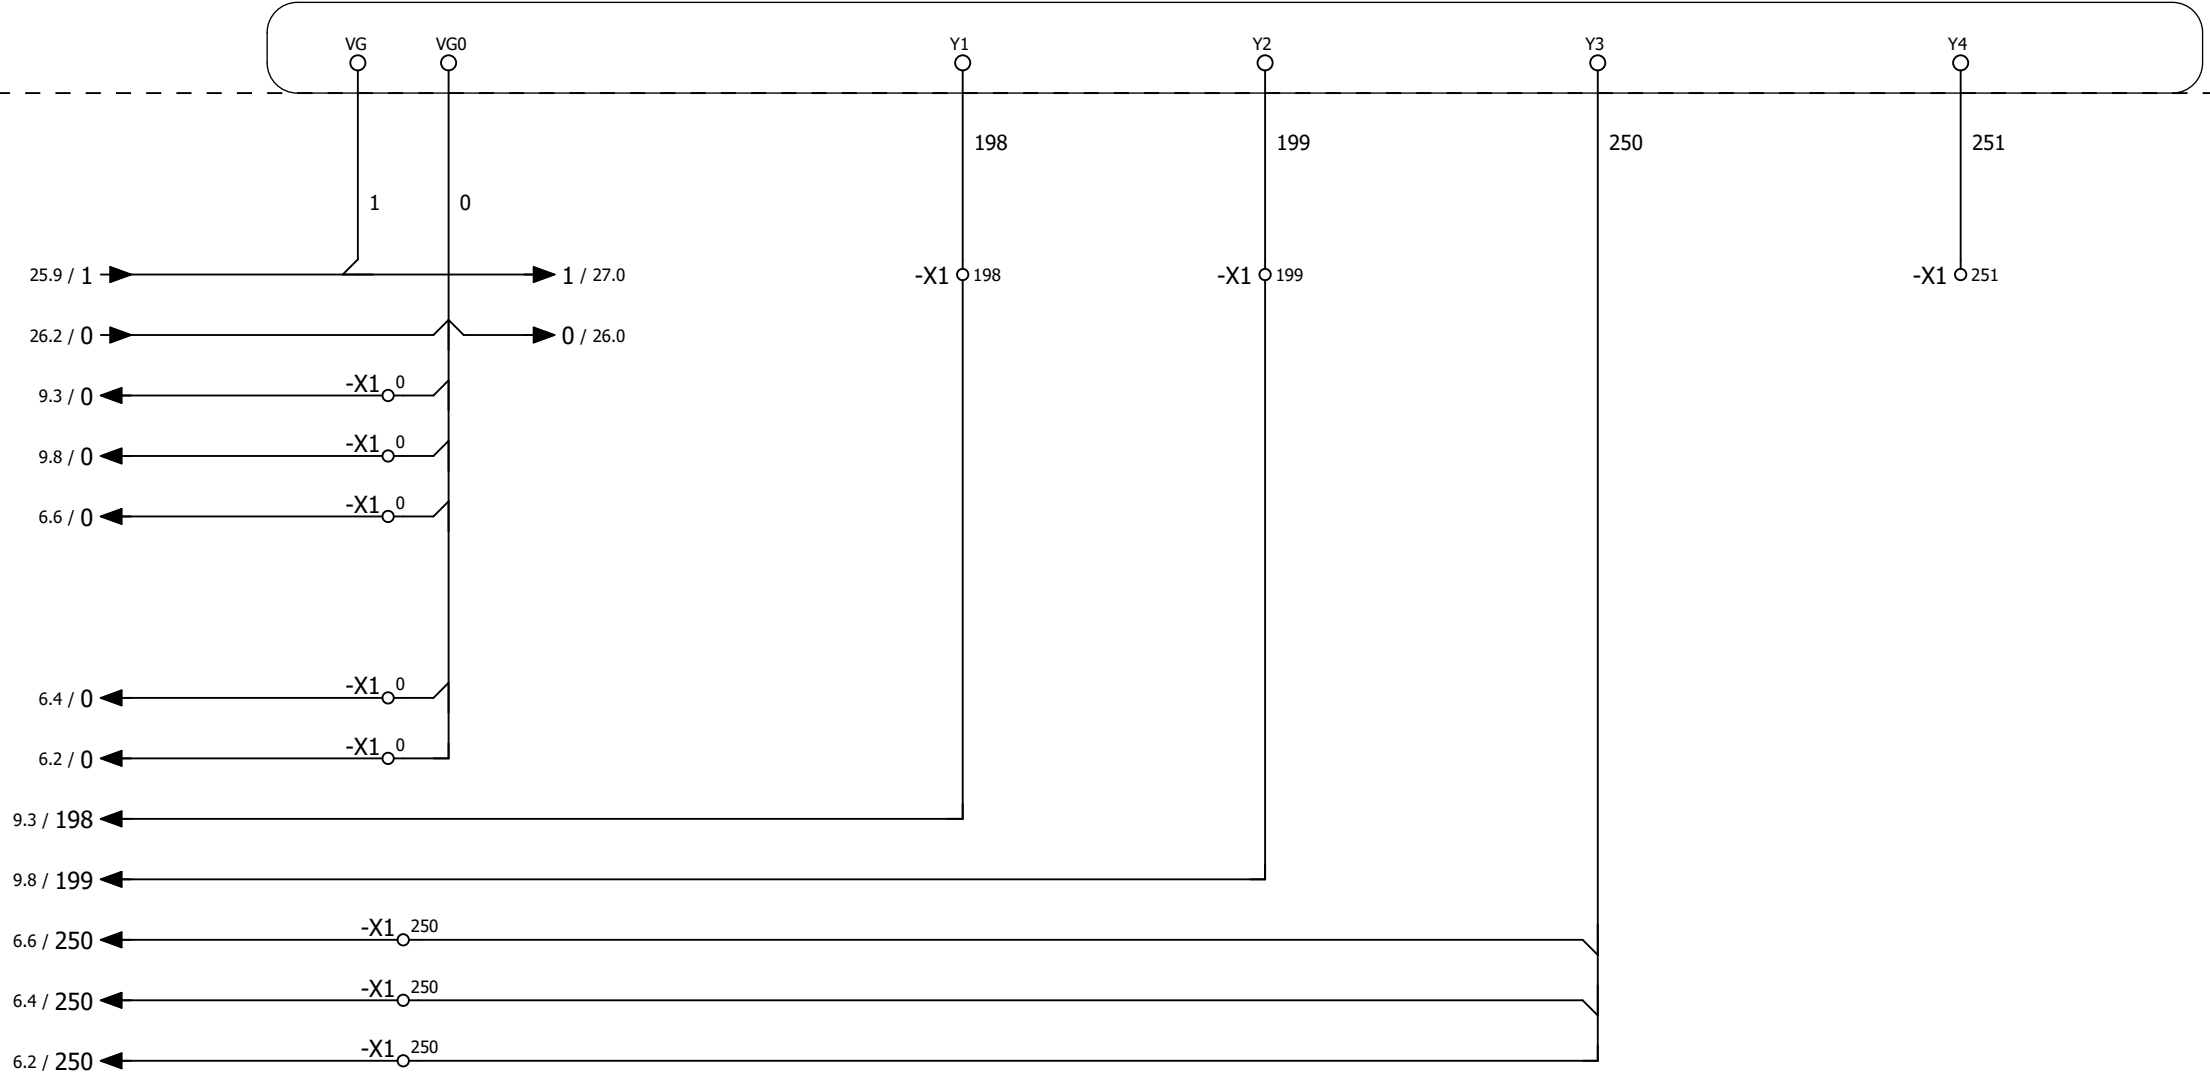 VG VG0 Y1 Y2 Y3 Y4
198 199 250 251
1 0
25.9 / 1 1 / 27.0 -X1 198 -X1 199 -X1 251
26.2 / 0 0 / 26.0
-X1 0
9.3 / 0
-X1 0
9.8 / 0
-X1 0
6.6 / 0
-X1 0
6.4 / 0
-X1 0
6.2 / 0
9.3 / 198
9.8 / 199
-X1 250
6.6 / 250
-X1 250
6.4 / 250
-X1 250
6.2 / 250